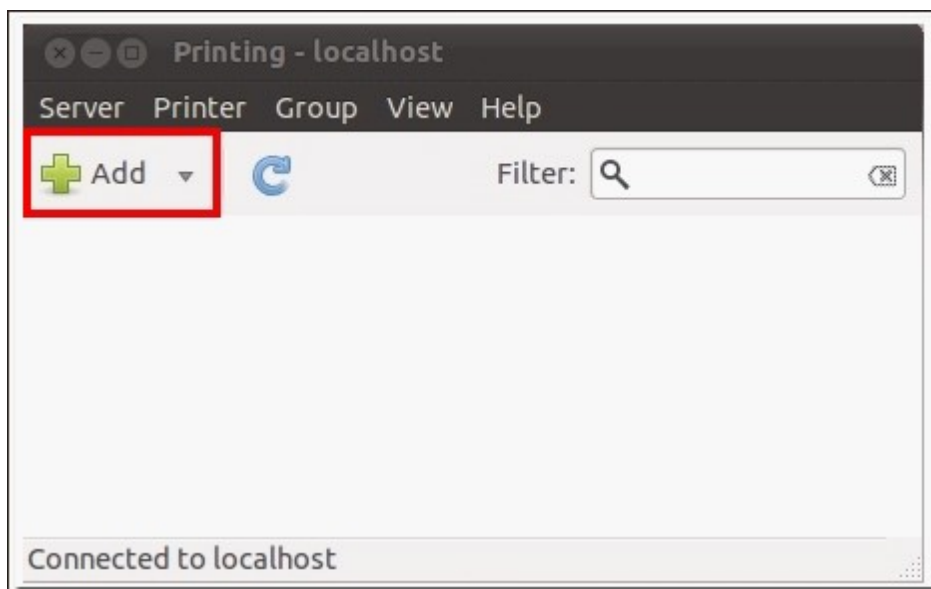 Printing - localhost
Server Printer Group View Help
Add Filter:
Connected to localhost